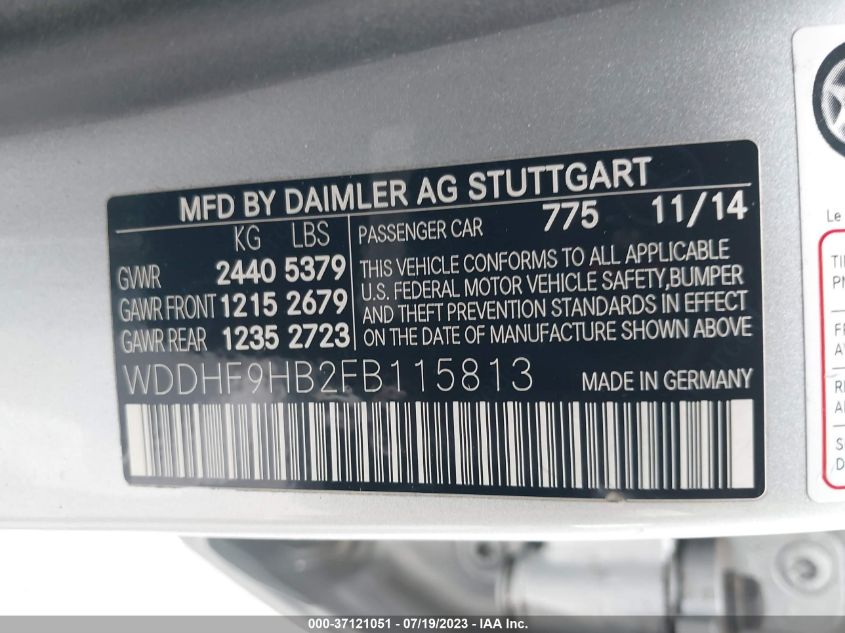 MFD BY DAIMLER AG STUTTGART
KG LBS
GVWR 2440 5379
GAWR FRONT 1215 2679
GAWR REAR 1235 2723
PASSENGER CAR 775 11/14
THIS VEHICLE CONFORMS TO ALL APPLICABLE
U.S. FEDERAL MOTOR VEHICLE SAFETY,BUMPER
AND THEFT PREVENTION STANDARDS IN EFFECT
ON THE DATE OF MANUFACTURE SHOWN ABOVE
WDDHF9HB2FB115813 MADE IN GERMANY
Le
000-37121051 - 07/19/2023 - IAA Inc.